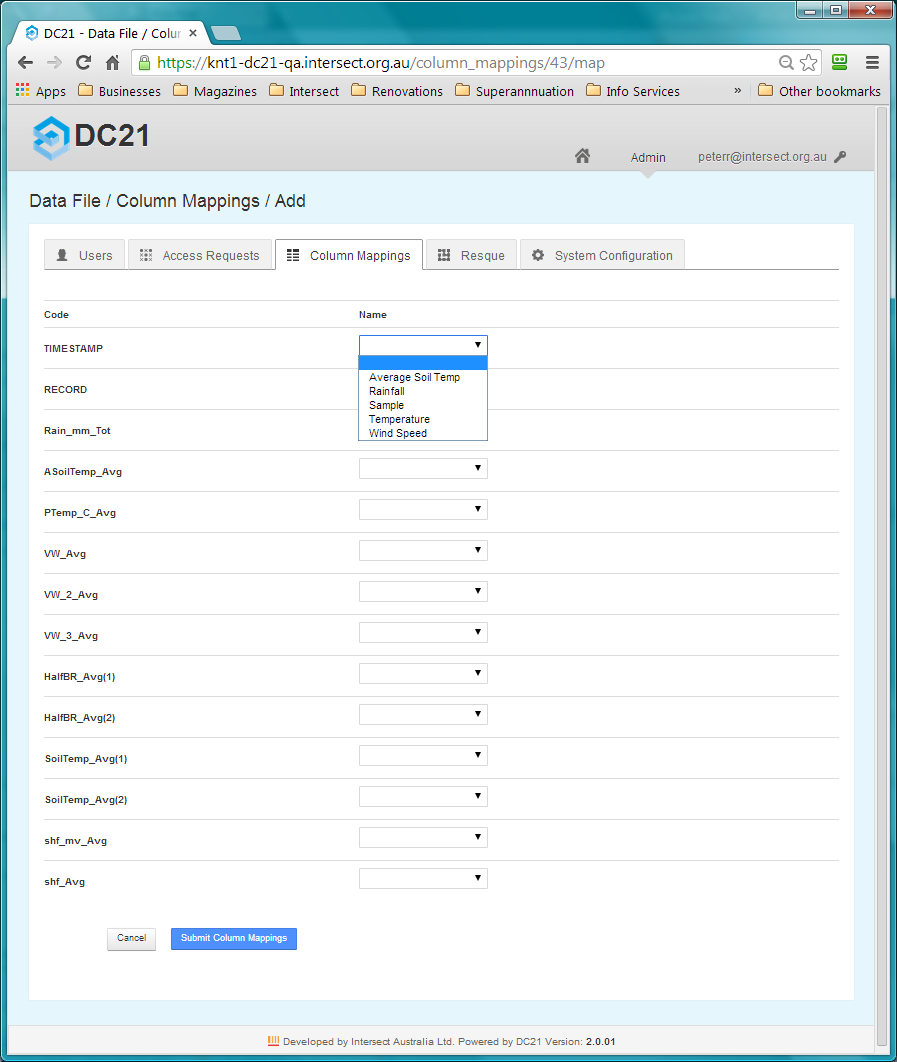 DC21 - Data File / Colum
https://knt1-dc21-qa.intersect.org.au/column_mappings/43/map
Apps Businesses Magazines Intersect Renovations Superannnuation Info Services » Other bookmarks
DC21
Admin peterr@intersect.org.au
Data File / Column Mappings / Add
Users Access Requests Column Mappings Resque System Configuration
Code Name
TIMESTAMP
Average Soil Temp
RECORD
Rainfall
Sample
Temperature
Rain_mm_Tot
Wind Speed
ASoilTemp_Avg
PTemp_C_Avg
VW_Avg
VW_2_Avg
VW_3_Avg
HalfBR_Avg(1)
HalfBR_Avg(2)
SoilTemp_Avg(1)
SoilTemp_Avg(2)
shf_mv_Avg
shf_Avg
Cancel Submit Column Mappings
Developed by Intersect Australia Ltd. Powered by DC21 Version: 2.0.01